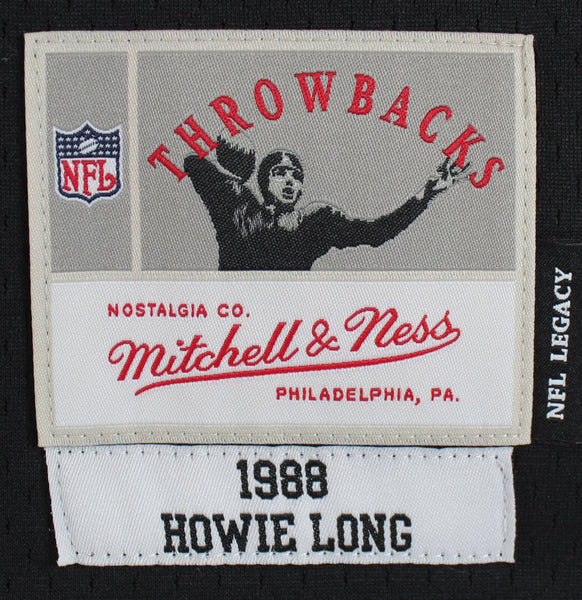 THROWBACKS
NFL
NOSTALGIA CO.
Mitchell & Ness
PHILADELPHIA, PA.
NFL LEGACY
1988
HOWIE LONG